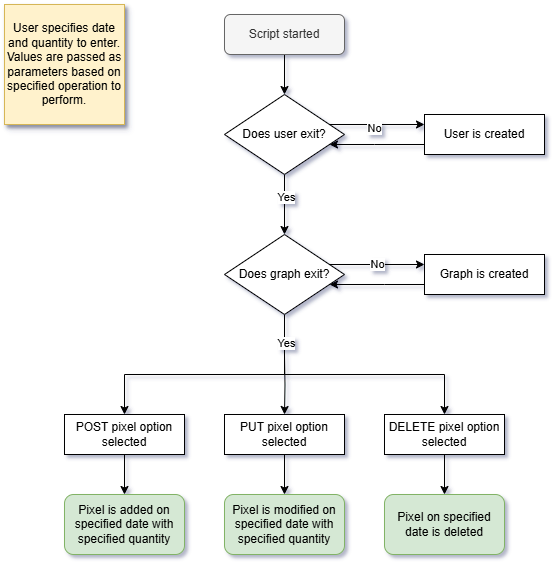 User specifies date
and quantity to enter.
Values are passed as
parameters based on
specified operation to
perform.
Script started
Does user exit?
No
User is created
Yes
Does graph exit?
No
Graph is created
Yes
POST pixel option
selected
PUT pixel option
selected
DELETE pixel option
selected
Pixel is added on
specified date with
specified quantity
Pixel is modified on
specified date with
specified quantity
Pixel on specified
date is deleted